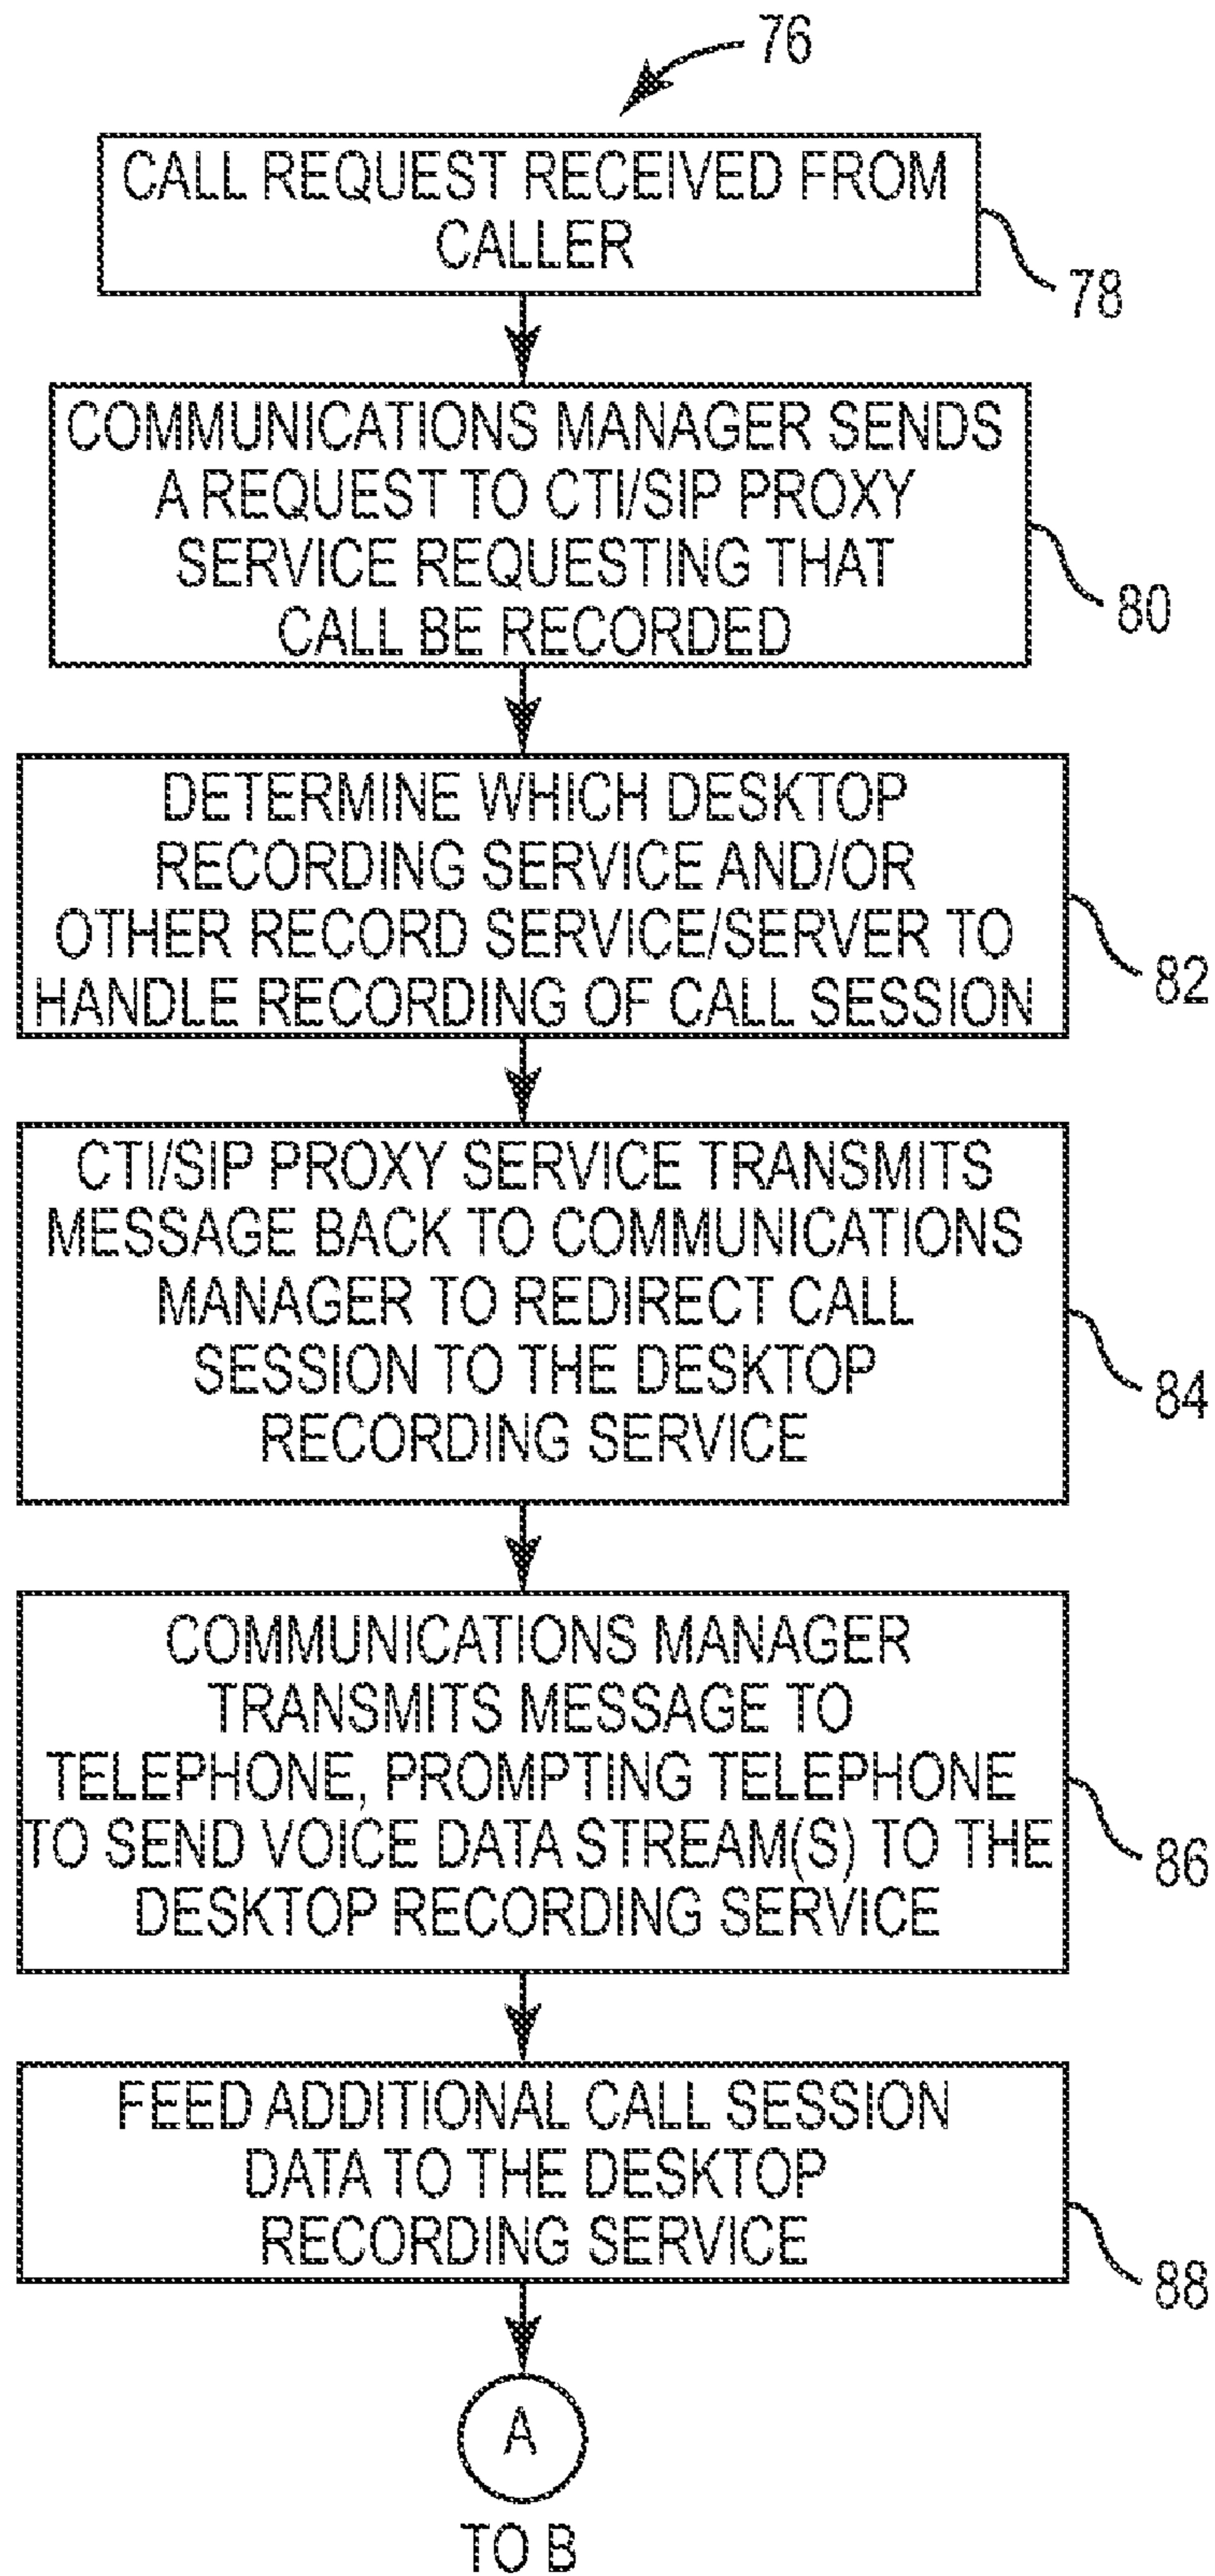 76
CALL REQUEST RECEIVED FROM
CALLER
78
COMMUNICATIONS MANAGER SENDS
A REQUEST TO CTI/SIP PROXY
SERVICE REQUESTING THAT
CALL BE RECORDED
80
DETERMINE WHICH DESKTOP
RECORDING SERVICE AND/OR
OTHER RECORD SERVICE/SERVER TO
HANDLE RECORDING OF CALL SESSION
82
CTI/SIP PROXY SERVICE TRANSMITS
MESSAGE BACK TO COMMUNICATIONS
MANAGER TO REDIRECT CALL
SESSION TO THE DESKTOP
RECORDING SERVICE
84
COMMUNICATIONS MANAGER
TRANSMITS MESSAGE TO
TELEPHONE, PROMPTING TELEPHONE
TO SEND VOICE DATA STREAM(S) TO THE
DESKTOP RECORDING SERVICE
86
FEED ADDITIONAL CALL SESSION
DATA TO THE DESKTOP
RECORDING SERVICE
88
A
TO B